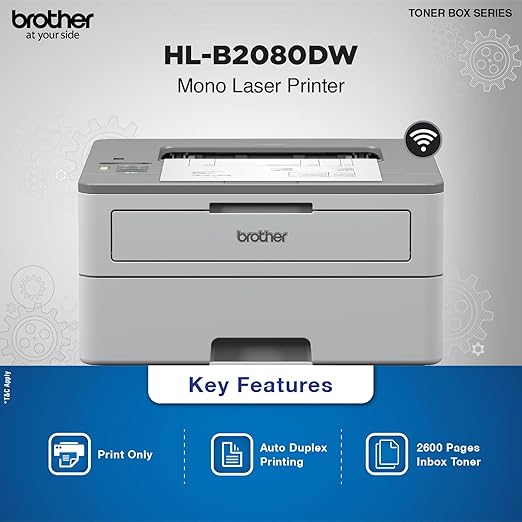 brother
at your side
TONER BOX SERIES
HL-B2080DW
Mono Laser Printer
brother
*T&C Apply
Key Features
Print Only
Auto Duplex
Printing
2600 Pages
Inbox Toner